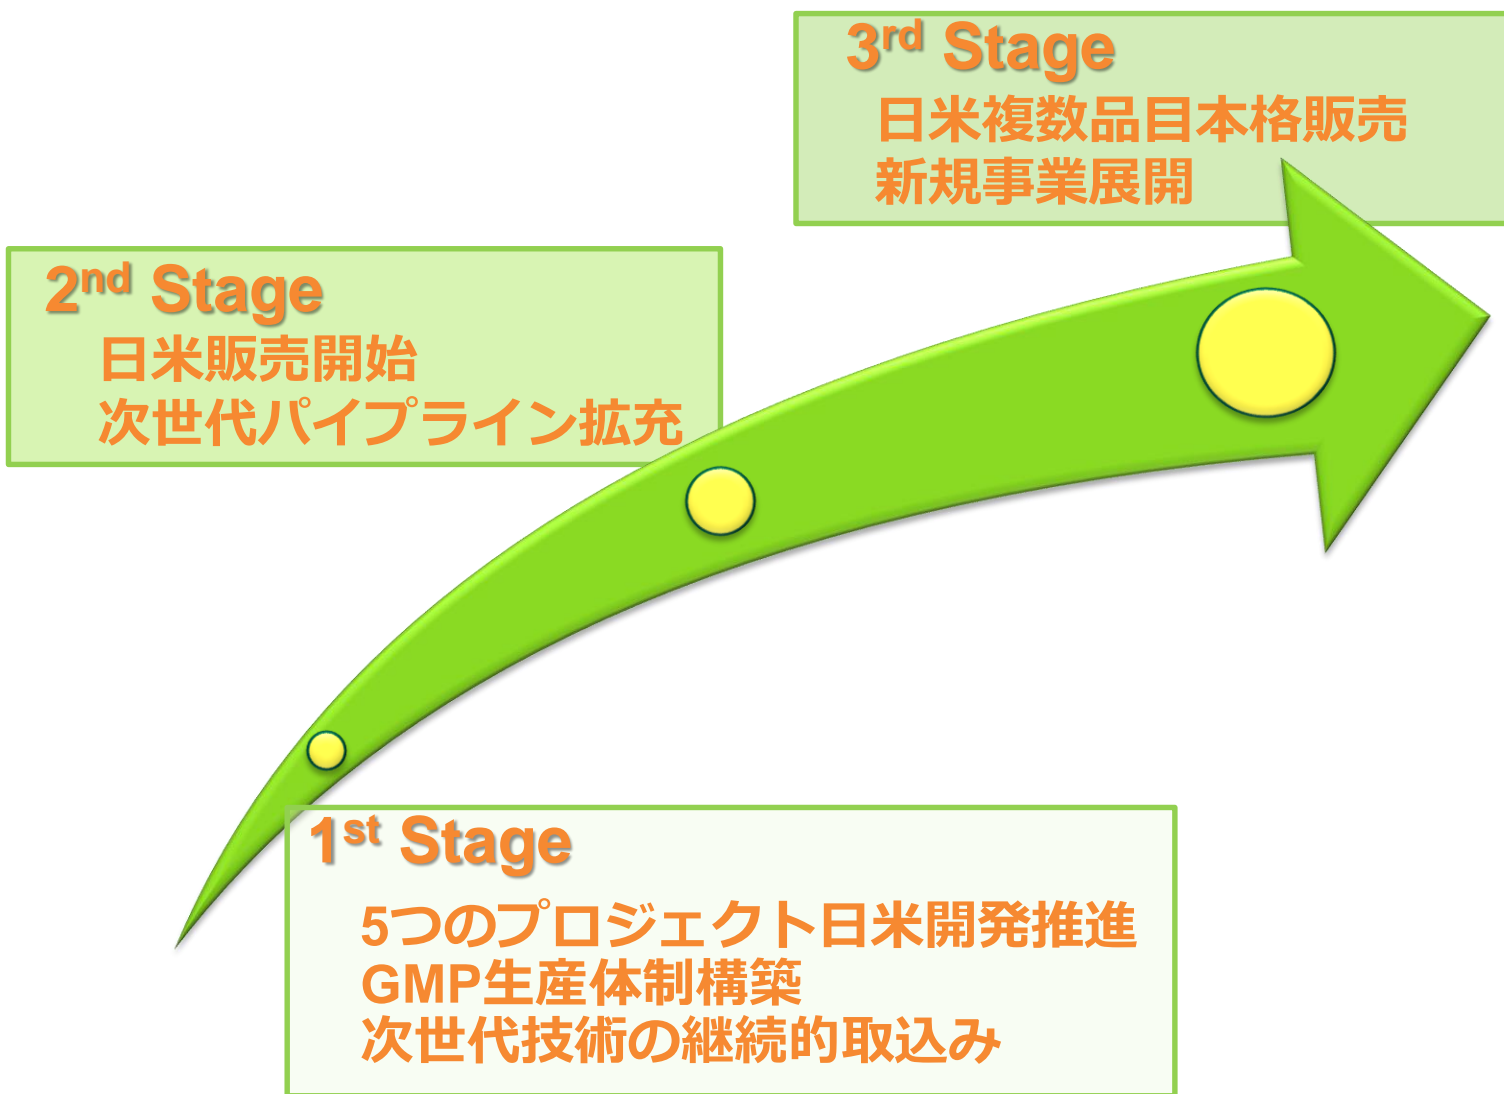 3rd Stage
日米複数品目本格販売
新規事業展開
2nd Stage
日米販売開始
次世代パイプライン拡充
1st Stage
5つのプロジェクト日米開発推進
GMP生産体制構築
次世代技術の継続的取込み